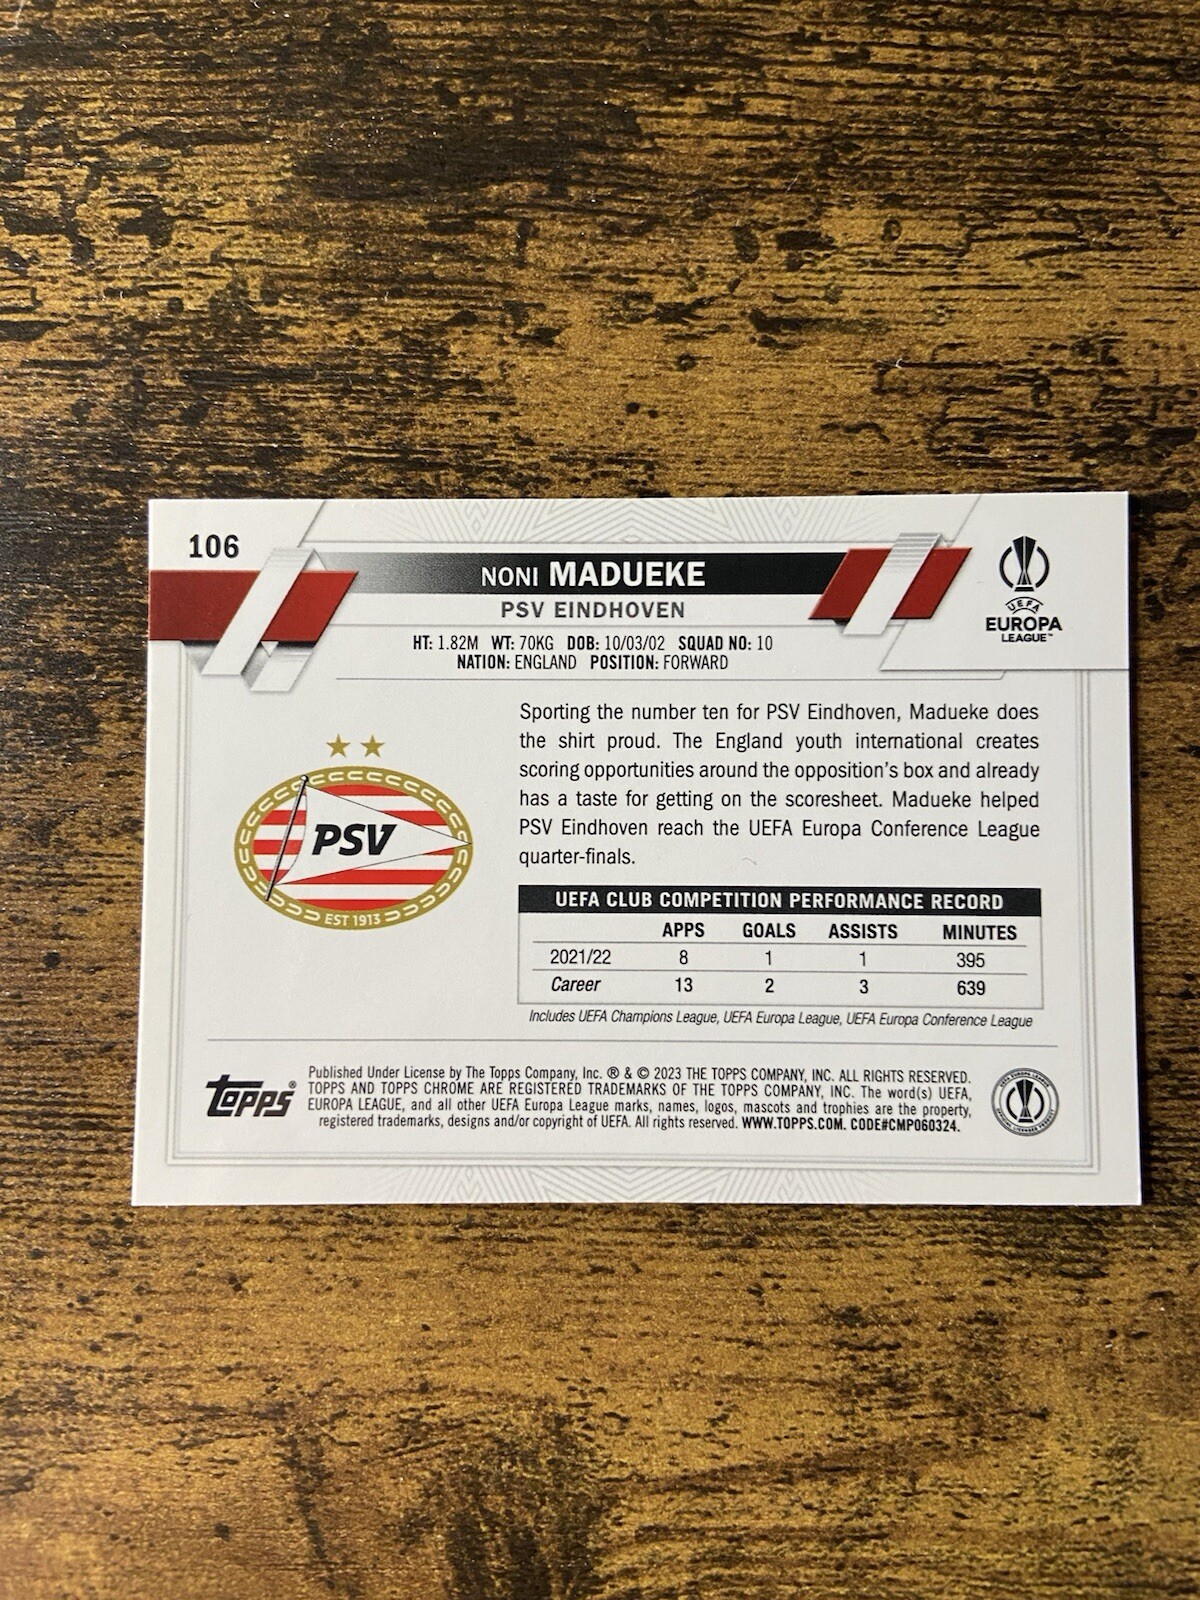 106
NONI MADUEKE
PSV EINDHOVEN
HT: 1.82M WT: 70KG DOB: 10/03/02 SQUAD NO: 10
NATION: ENGLAND POSITION: FORWARD
UEFA
EUROPA
LEAGUE™
Sporting the number ten for PSV Eindhoven, Madueke does
the shirt proud. The England youth international creates
scoring opportunities around the opposition's box and already
has a taste for getting on the scoresheet. Madueke helped
PSV Eindhoven reach the UEFA Europa Conference League
quarter-finals.
PSV
EST 1913
UEFA CLUB COMPETITION PERFORMANCE RECORD
APPS GOALS ASSISTS MINUTES
2021/22 8 1 1 395
Career 13 2 3 639
Includes UEFA Champions League, UEFA Europa League, UEFA Europa Conference League
Topps®
Published Under License by The Topps Company, Inc. ® & © 2023 THE TOPPS COMPANY, INC. ALL RIGHTS RESERVED.
TOPPS AND TOPPS CHROME ARE REGISTERED TRADEMARKS OF THE TOPPS COMPANY, INC. The word(s) UEFA,
EUROPA LEAGUE, and all other UEFA Europa League marks, names, logos, mascots and trophies are the property,
registered trademarks, designs and/or copyright of UEFA. All rights reserved. WWW.TOPPS.COM. CODE#CMP060324.
UEFA EUROPA LEAGUE
OFFICIAL LICENSED PRODUCT